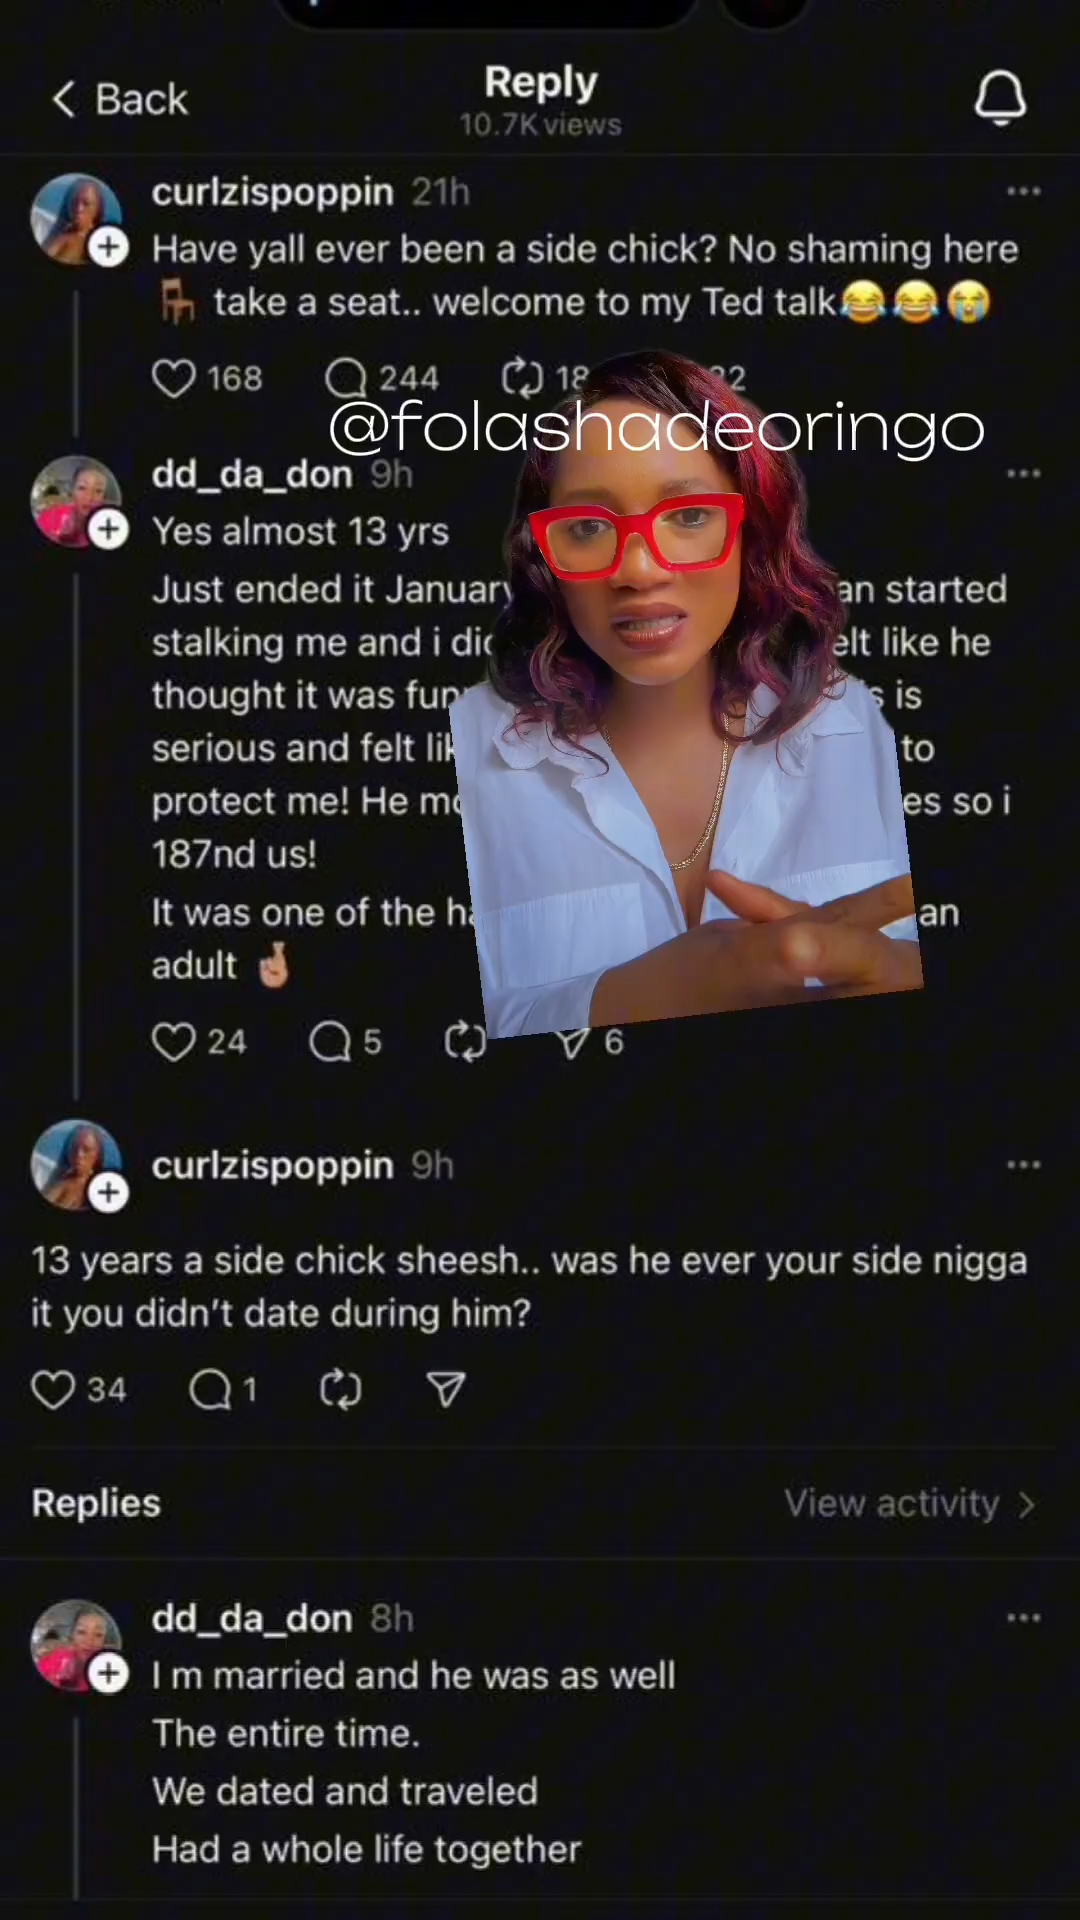 Back
Reply
10.7K views
curlzispoppin 21h
Have yall ever been a side chick? No shaming here
🪑 take a seat.. welcome to my Ted talk😂😂😭
168 244 18 2
@folashadeoringo
dd_da_don 9h
Yes almost 13 yrs
Just ended it January an started
stalking me and i like he
thought it was is
serious and felt to
protect me! He so i
187nd us!
It was one of the an
adult 🤞🏼
24 5 6
curlzispoppin 9h
13 years a side chick sheesh.. was he ever your side nigga
it you didn't date during him?
34 1
Replies
View activity
dd_da_don 8h
I m married and he was as well
The entire time.
We dated and traveled
Had a whole life together